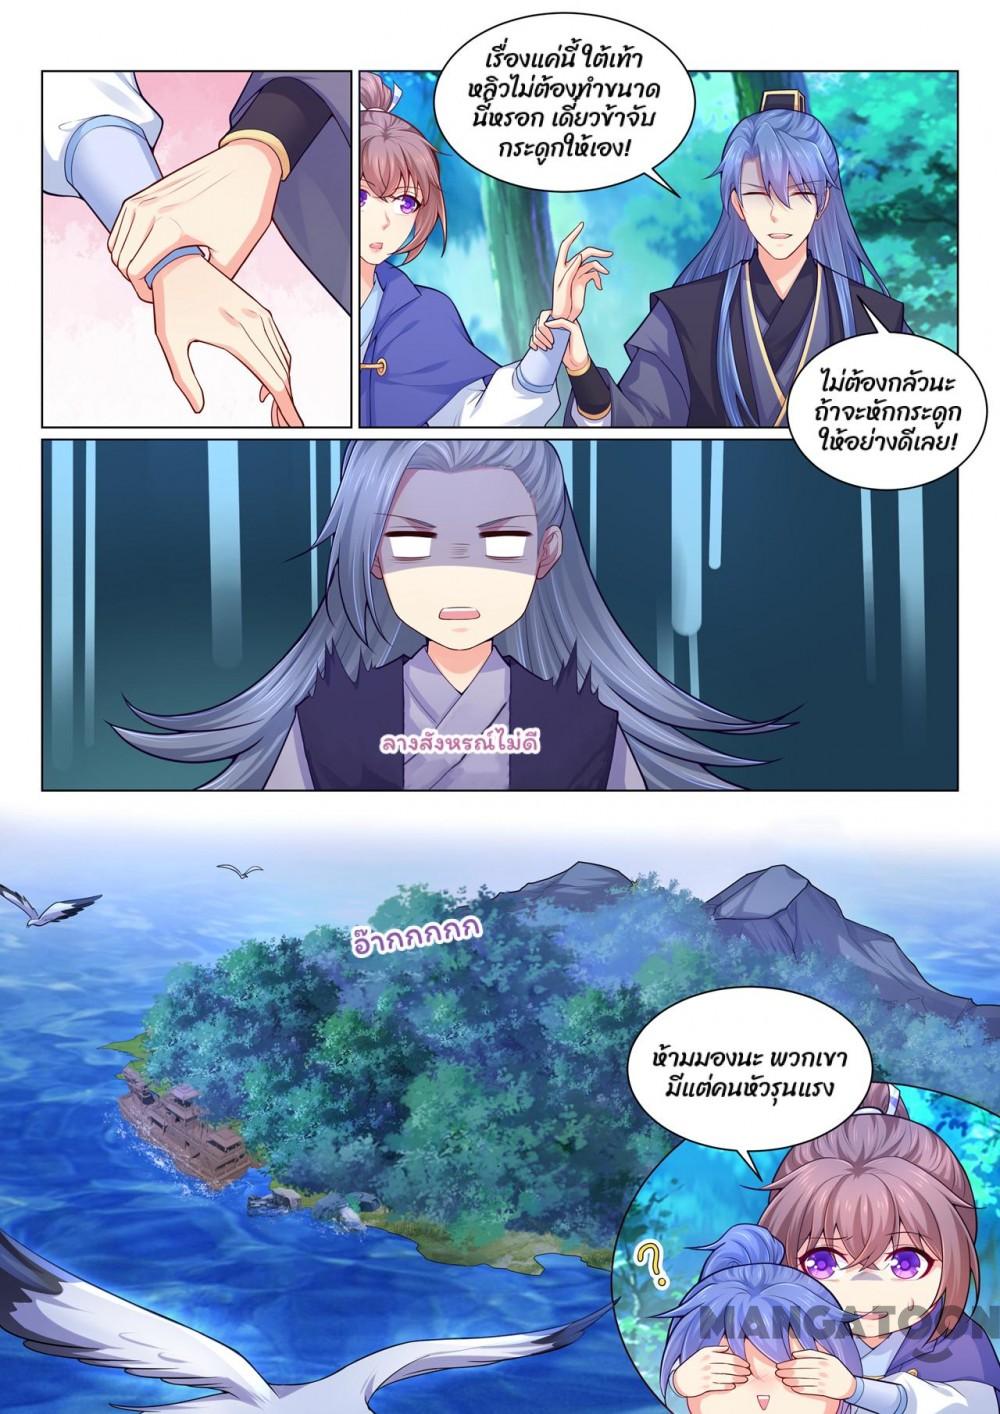 เรื่องแค่นี้ ใต้เท้า
หลิวไม่ต้องทำขนาด
นี้หรอก เดี๋ยวข้าจับ
กระดูกให้เอง!
ไม่ต้องกลัวนะ
ถ้าจะหักกระดูก
ให้อย่างดีเลย!
ลางสังหรณ์ไม่ดี
อ๊ากกกกก
ห้ามมองนะ พวกเขา
มีแต่คนหัวรุนแรง
?
MANGATOON